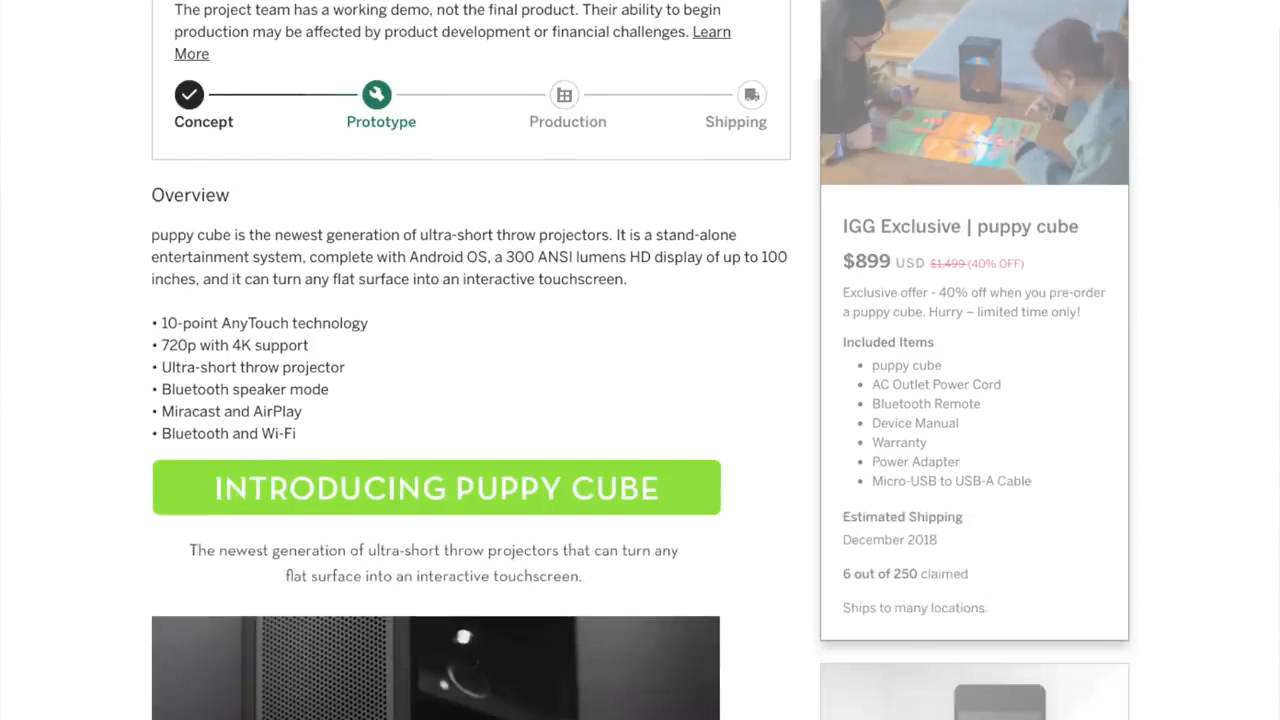 The project team has a working demo, not the final product. Their ability to begin
production may be affected by product development or financial challenges. Learn
More
Concept
Prototype
Production
Shipping
Overview
puppy cube is the newest generation of ultra-short throw projectors. It is a stand-alone
entertainment system, complete with Android OS, a 300 ANSI lumens HD display of up to 100
inches, and it can turn any flat surface into an interactive touchscreen.
• 10-point AnyTouch technology
• 720p with 4K support
• Ultra-short throw projector
• Bluetooth speaker mode
• Miracast and AirPlay
• Bluetooth and Wi-Fi
INTRODUCING PUPPY CUBE
The newest generation of ultra-short throw projectors that can turn any
flat surface into an interactive touchscreen.
IGG Exclusive | puppy cube
$899 USD $1,499 (40% OFF)
Exclusive offer - 40% off when you pre-order
a puppy cube. Hurry – limited time only!
Included Items
• puppy cube
• AC Outlet Power Cord
• Bluetooth Remote
• Device Manual
• Warranty
• Power Adapter
• Micro-USB to USB-A Cable
Estimated Shipping
December 2018
6 out of 250 claimed
Ships to many locations.